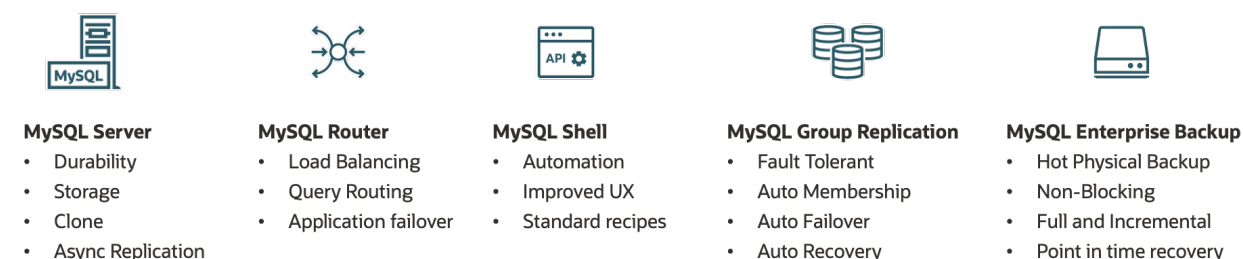 MySQL
API
MySQL Server
• Durability
• Storage
• Clone
• Async Replication
MySQL Router
• Load Balancing
• Query Routing
• Application failover
MySQL Shell
• Automation
• Improved UX
• Standard recipes
MySQL Group Replication
• Fault Tolerant
• Auto Membership
• Auto Failover
• Auto Recovery
MySQL Enterprise Backup
• Hot Physical Backup
• Non-Blocking
• Full and Incremental
• Point in time recovery